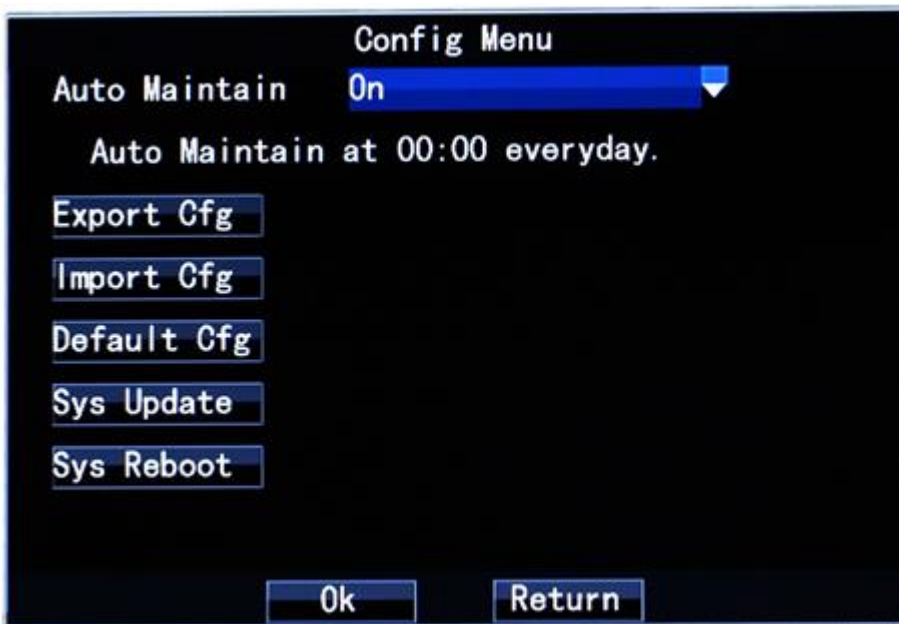 Config Menu
Auto Maintain On
Auto Maintain at 00:00 everyday.
Export Cfg
Import Cfg
Default Cfg
Sys Update
Sys Reboot
Ok Return